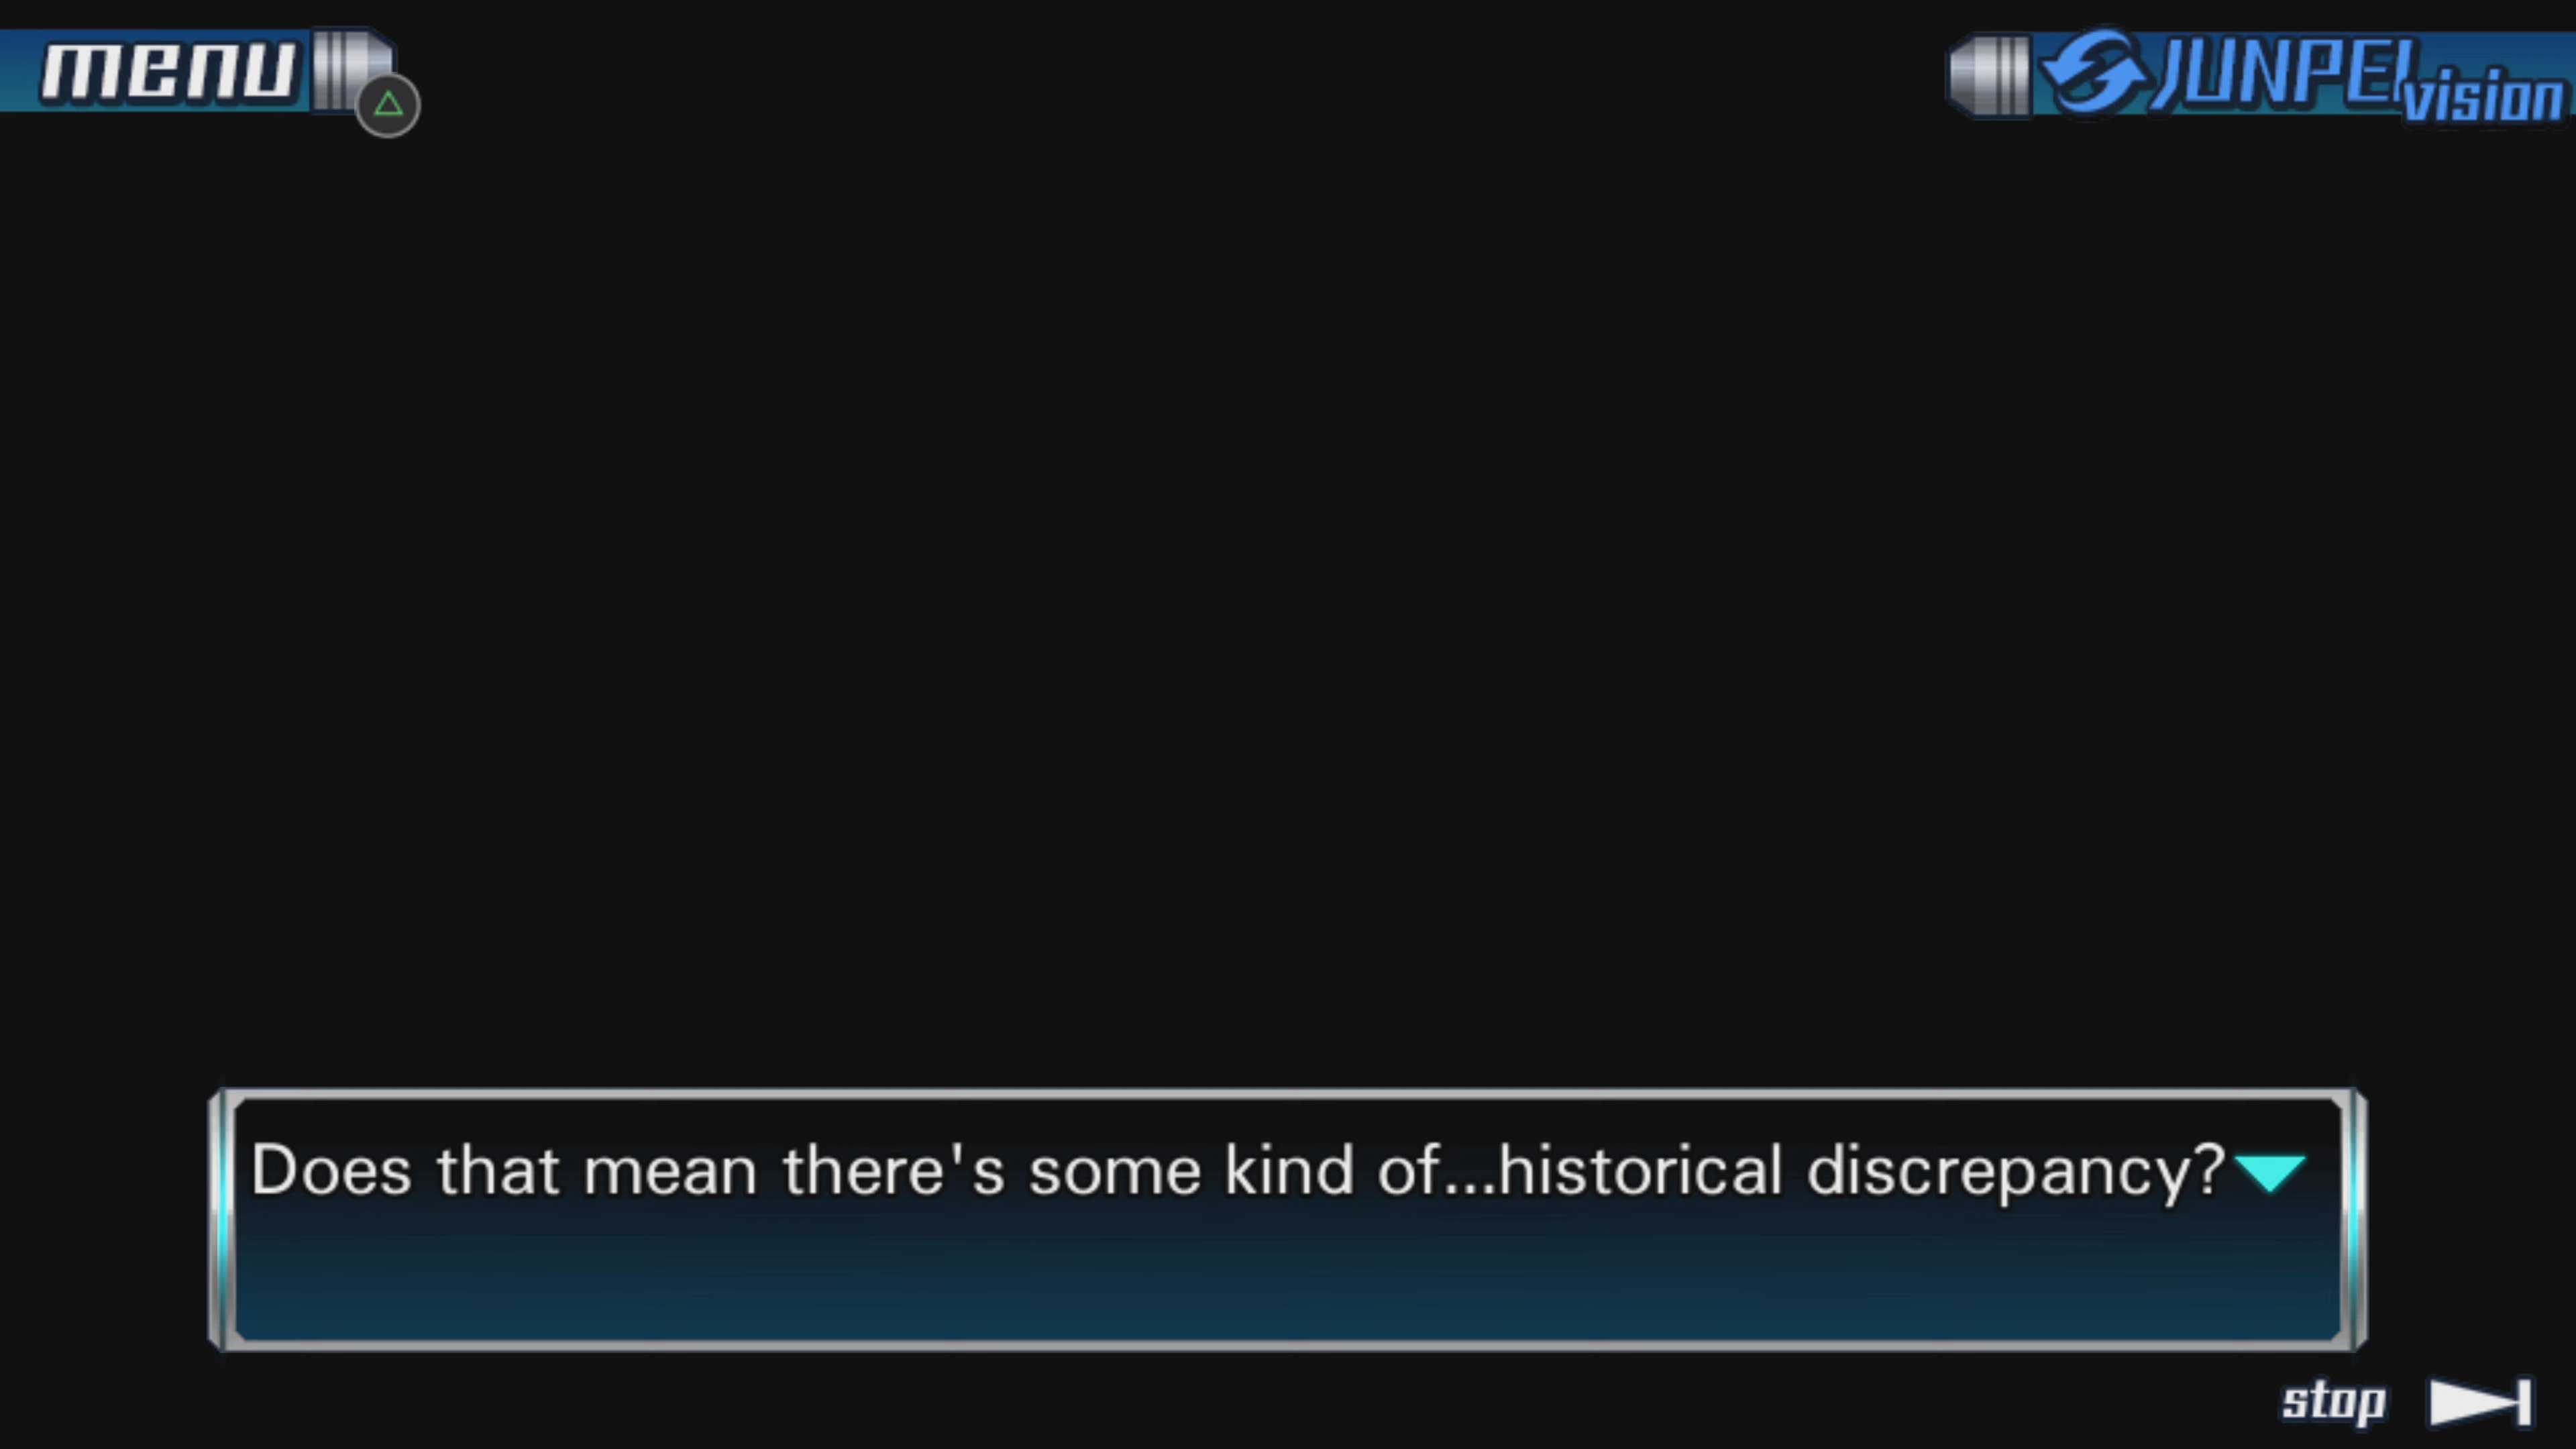 menu
JUNPEI
vision
Does that mean there's some kind of...historical discrepancy?
stop